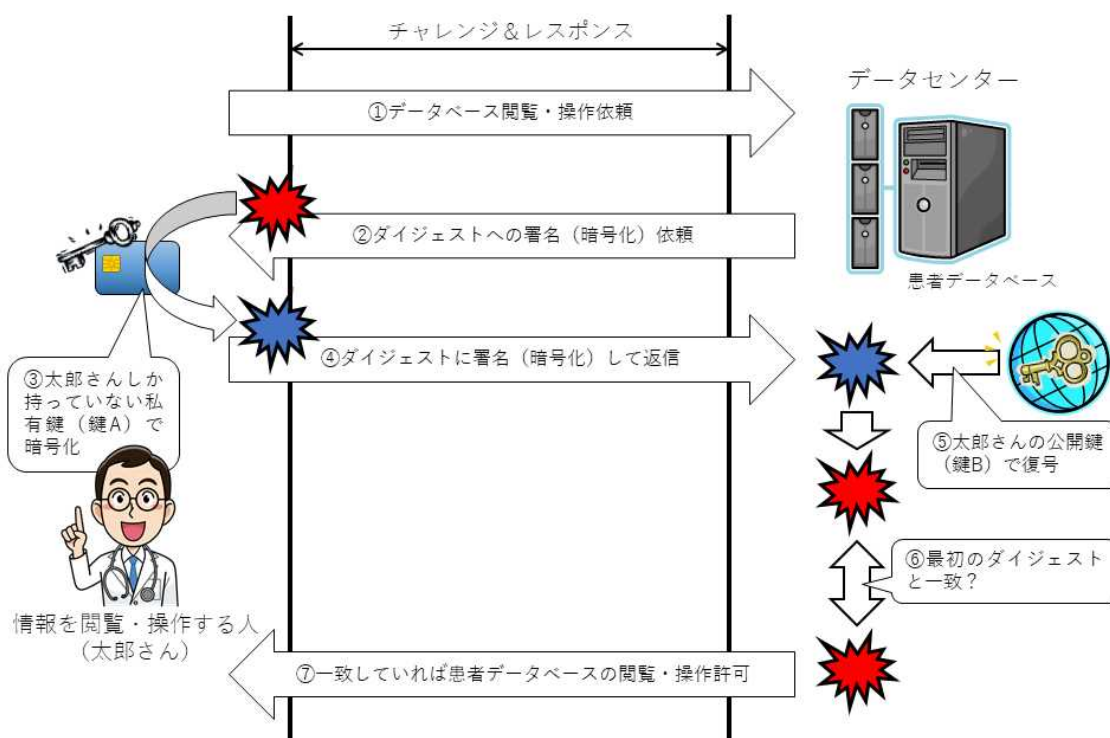 チャレンジ＆レスポンス
データセンター
①データベース閲覧・操作依頼
②ダイジェストへの署名（暗号化）依頼
患者データベース
④ダイジェストに署名（暗号化）して返信
③太郎さんしか
持っていない私
有鍵（鍵A）で
暗号化
⑤太郎さんの公開鍵
（鍵B）で復号
⑥最初のダイジェスト
と一致？
情報を閲覧・操作する人
（太郎さん）
⑦一致していれば患者データベースの閲覧・操作許可